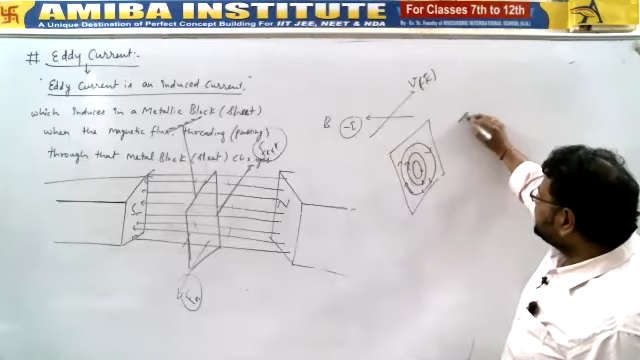 AMIBA INSTITUTE
A Unique Destination of Perfect Concept Building For IIT JEE, NEET & NDA
For Classes 7th to 12th
# Eddy Current:-
"Eddy Current is an induced current."
which induces in a Metallic Block (sheet)
when the magnetic flux threading (passing)
through that Metal Block (sheet)
B
S
N